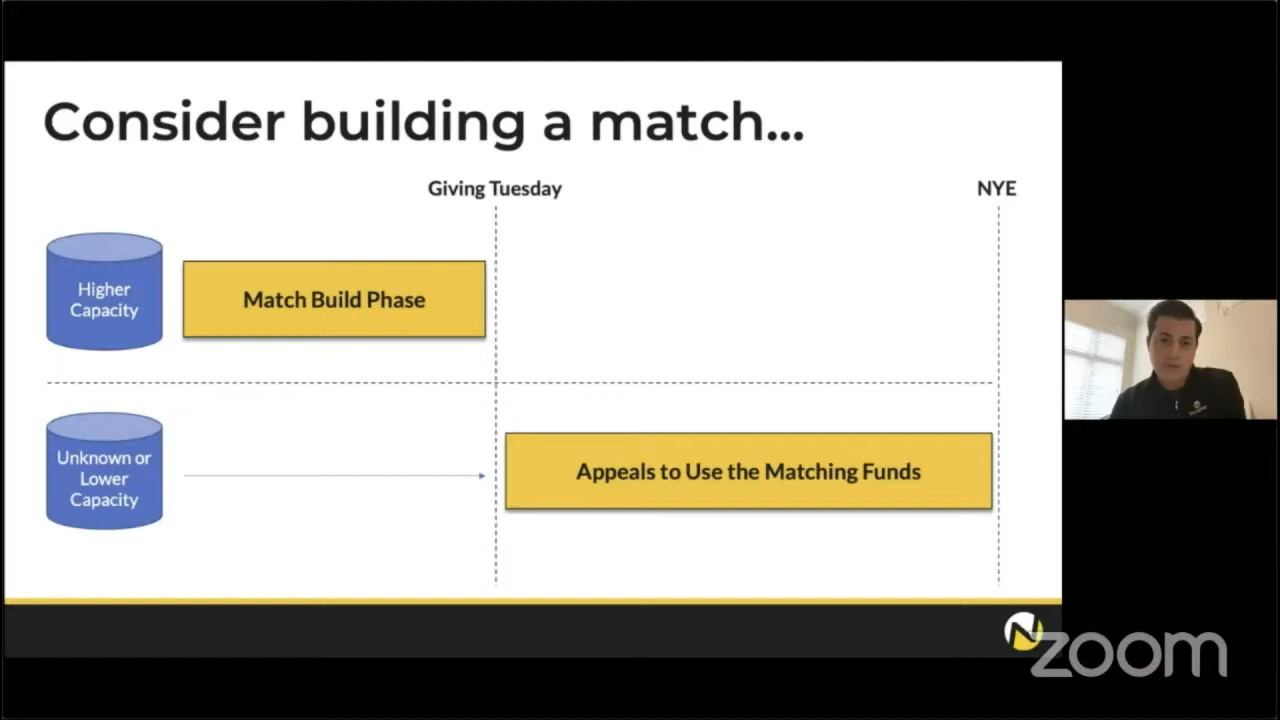 Consider building a match...
Giving Tuesday
NYE
Higher
Capacity
Match Build Phase
Unknown or
Lower
Capacity
Appeals to Use the Matching Funds
N
zoom